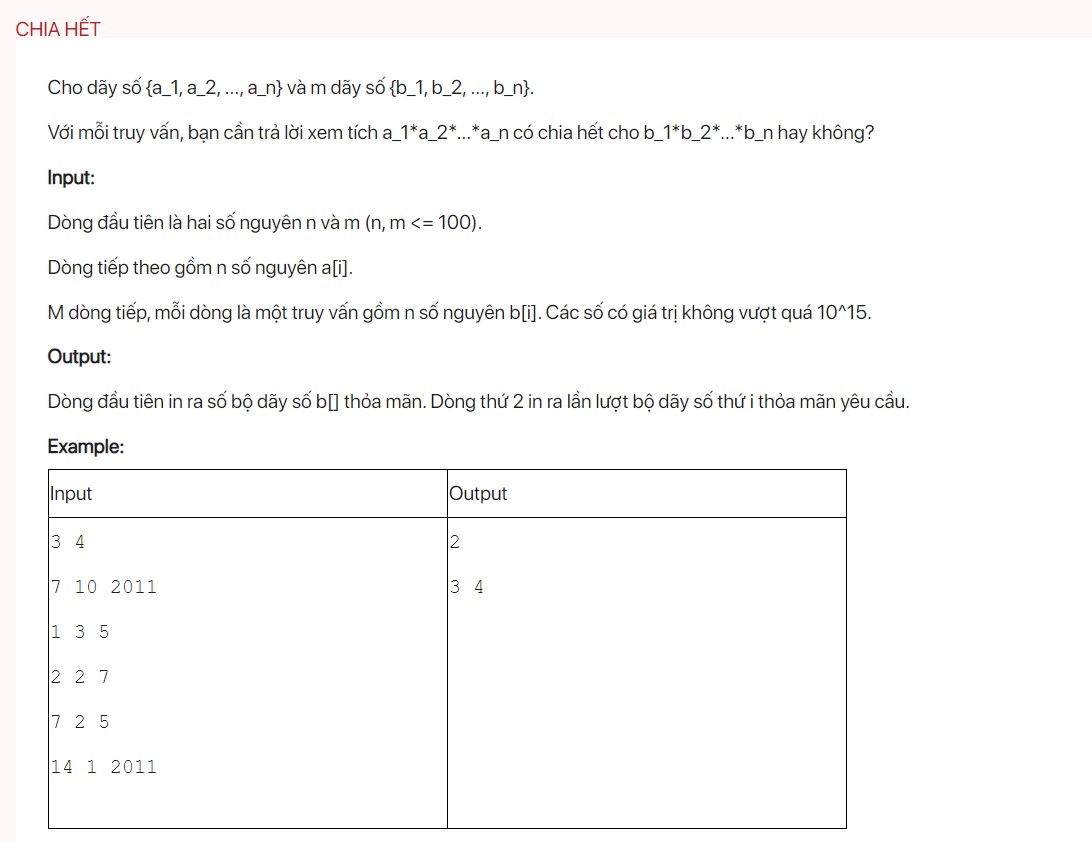 CHIA HẾT
Cho dãy số {a_1, a_2, ..., a_n} và m dãy số {b_1, b_2, ..., b_n}.
Với mỗi truy vấn, bạn cần trả lời xem tích a_1*a_2*...*a_n có chia hết cho b_1*b_2*...*b_n hay không?
Input:
Dòng đầu tiên là hai số nguyên n và m (n, m <= 100).
Dòng tiếp theo gồm n số nguyên a[i].
M dòng tiếp, mỗi dòng là một truy vấn gồm n số nguyên b[i]. Các số có giá trị không vượt quá 10^15.
Output:
Dòng đầu tiên in ra số bộ dãy số b[] thỏa mãn. Dòng thứ 2 in ra lần lượt bộ dãy số thứ i thỏa mãn yêu cầu.
Example:
Input Output
3 4 2
7 10 2011 3 4
1 3 5
2 2 7
7 2 5
14 1 2011